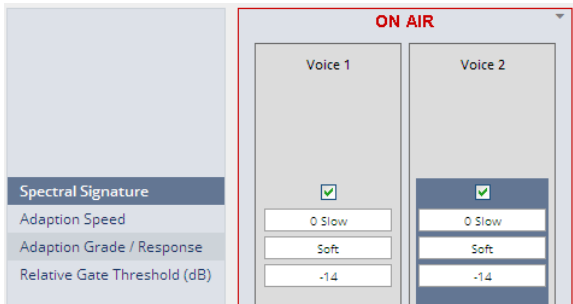 ON AIR
Voice 1 Voice 2
Spectral Signature
Adaption Speed 0 Slow 0 Slow
Adaption Grade / Response Soft Soft
Relative Gate Threshold (dB) -14 -14